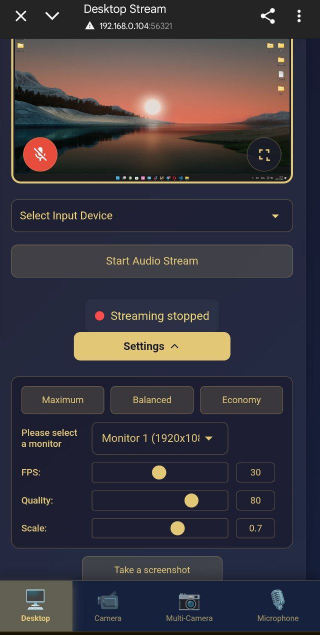 Desktop Stream
192.168.0.104:56321
Select Input Device
Start Audio Stream
Streaming stopped
Settings
Maximum
Balanced
Economy
Please select
a monitor
Monitor 1 (1920x108
FPS:
30
Quality:
80
Scale:
0.7
Take a screenshot
Desktop
Camera
Multi-Camera
Microphone